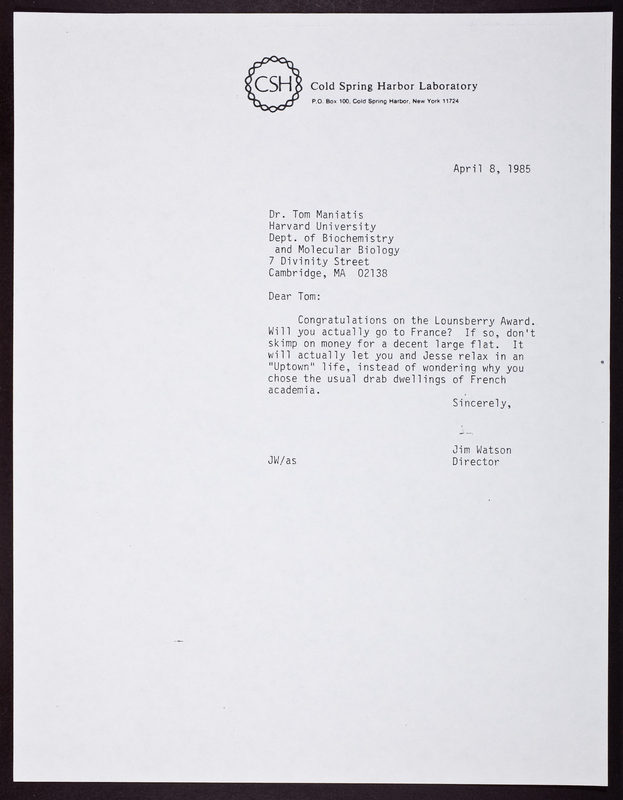 CSH
Cold Spring Harbor Laboratory
P.O. Box 100, Cold Spring Harbor, New York 11724
April 8, 1985
Dr. Tom Maniatis
Harvard University
Dept. of Biochemistry
and Molecular Biology
7 Divinity Street
Cambridge, MA 02138
Dear Tom:
Congratulations on the Lounsberry Award.
Will you actually go to France? If so, don't
skimp on money for a decent large flat. It
will actually let you and Jesse relax in an
"Uptown" life, instead of wondering why you
chose the usual drab dwellings of French
academia.
Sincerely,
Jim Watson
JW/as Director